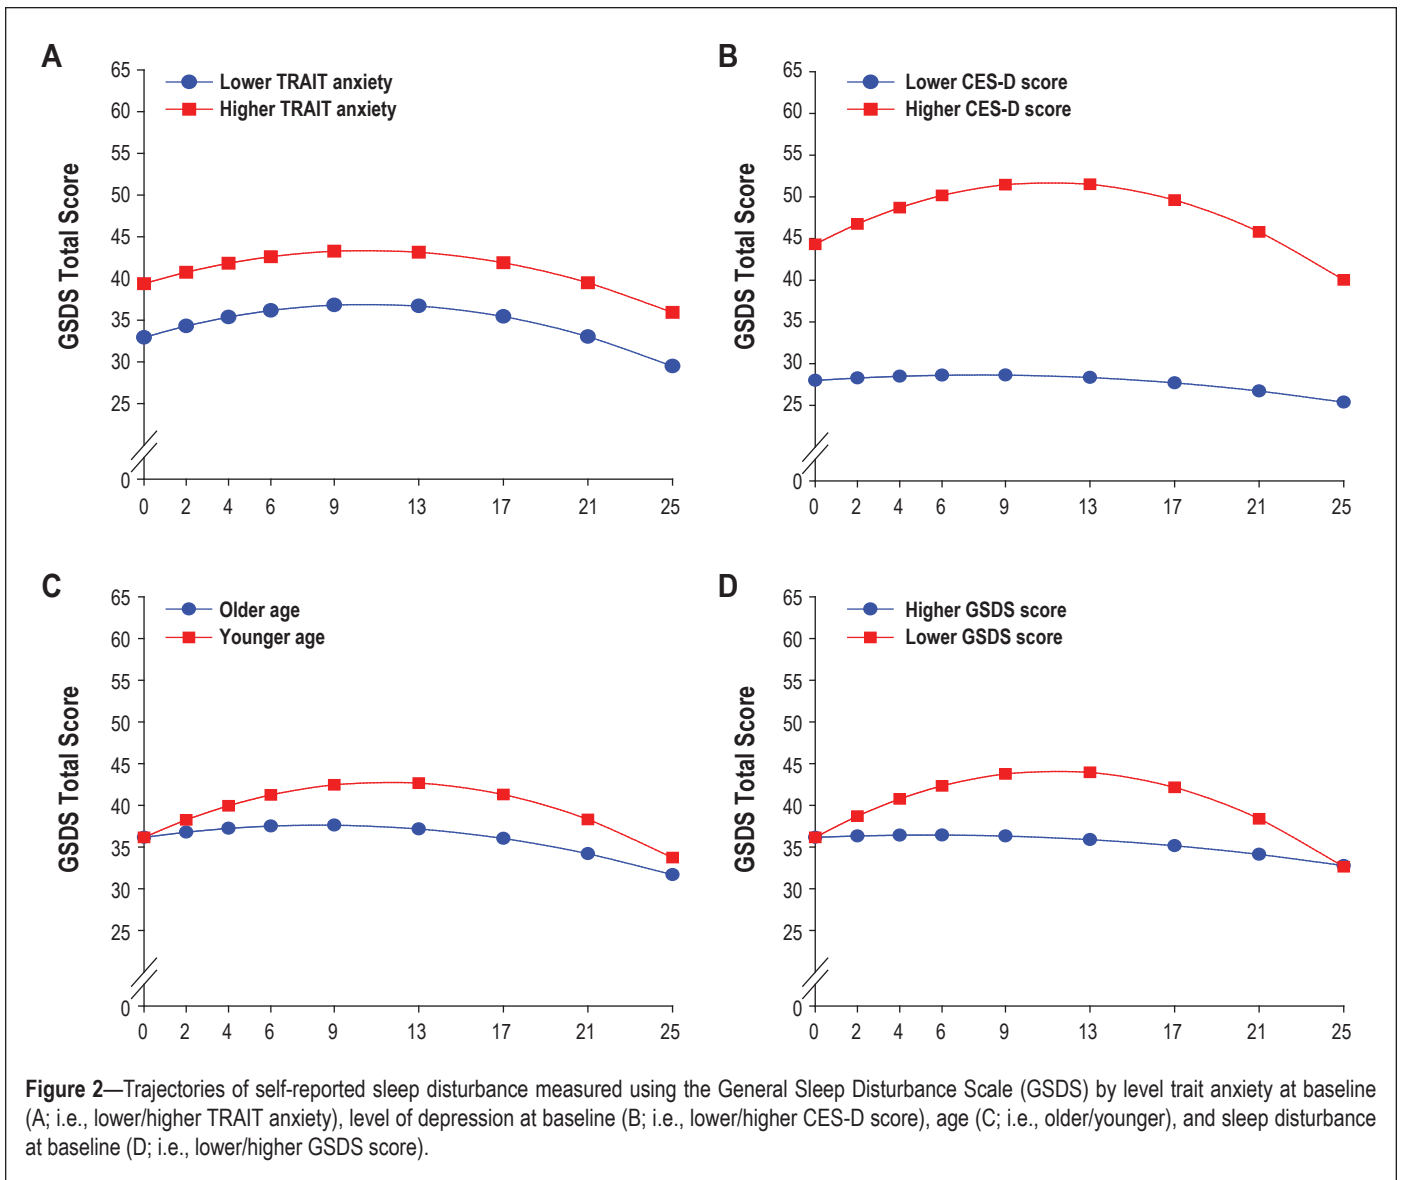 A
Lower TRAIT anxiety
Higher TRAIT anxiety
GSDS Total Score
65
60
55
50
45
40
35
30
25
0
0 2 4 6 9 13 17 21 25
B
Lower CES-D score
Higher CES-D score
GSDS Total Score
65
60
55
50
45
40
35
30
25
0
0 2 4 6 9 13 17 21 25
C
Older age
Younger age
GSDS Total Score
65
60
55
50
45
40
35
30
25
0
0 2 4 6 9 13 17 21 25
D
Higher GSDS score
Lower GSDS score
GSDS Total Score
65
60
55
50
45
40
35
30
25
0
0 2 4 6 9 13 17 21 25
Figure 2—Trajectories of self-reported sleep disturbance measured using the General Sleep Disturbance Scale (GSDS) by level trait anxiety at baseline
(A; i.e., lower/higher TRAIT anxiety), level of depression at baseline (B; i.e., lower/higher CES-D score), age (C; i.e., older/younger), and sleep disturbance
at baseline (D; i.e., lower/higher GSDS score).